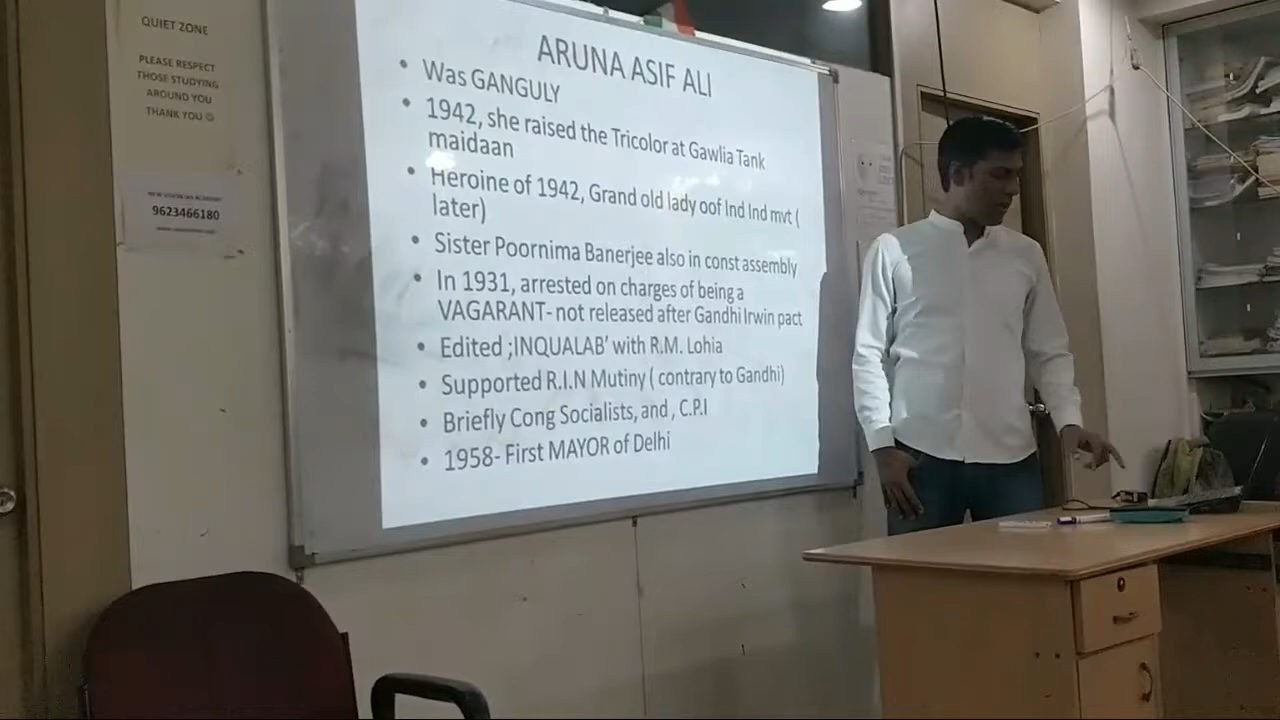 QUIET ZONE
PLEASE RESPECT
THOSE STUDYING
AROUND YOU
THANK YOU ☺
9623466180
ARUNA ASIF ALI
• Was GANGULY
• 1942, she raised the Tricolor at Gawlia Tank
maidaan
• Heroine of 1942, Grand old lady oof Ind Ind mvt (
later)
• Sister Poornima Banerjee also in const assembly
• In 1931, arrested on charges of being a
VAGARANT- not released after Gandhi Irwin pact
• Edited ;INQUALAB’ with R.M. Lohia
• Supported R.I.N Mutiny ( contrary to Gandhi)
• Briefly Cong Socialists, and , C.P.I
• 1958- First MAYOR of Delhi